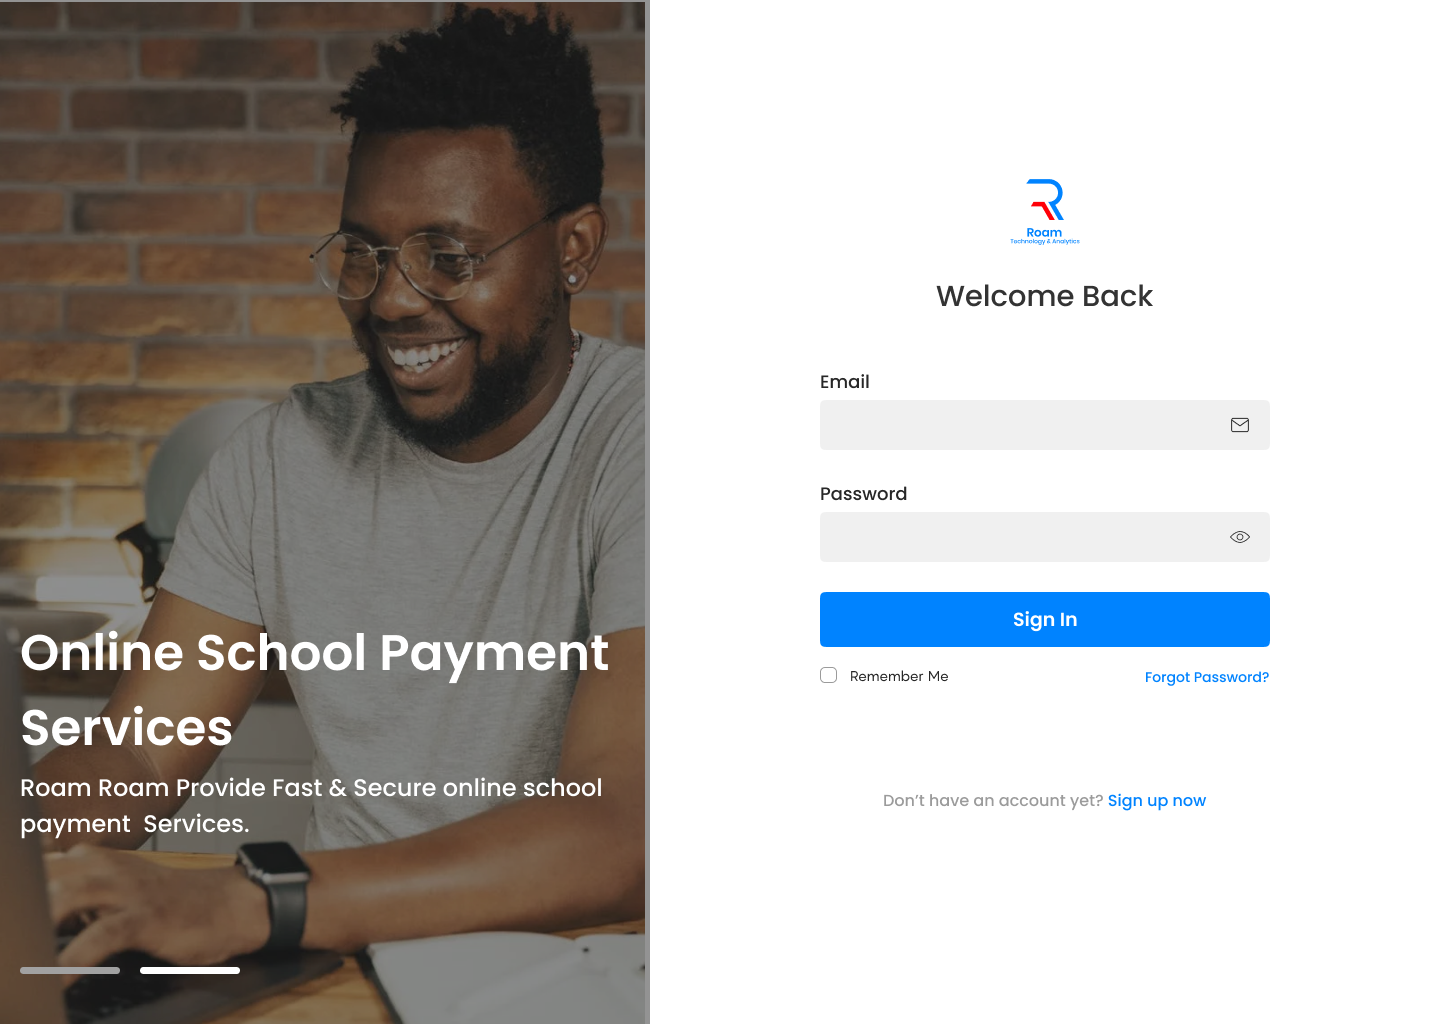 Online School Payment
Services
Roam Roam Provide Fast & Secure online school
payment  Services.
Roam
Technology & Analytics
Welcome Back
Email
Password
Sign In
Remember Me
Forgot Password?
Don’t have an account yet? Sign up now